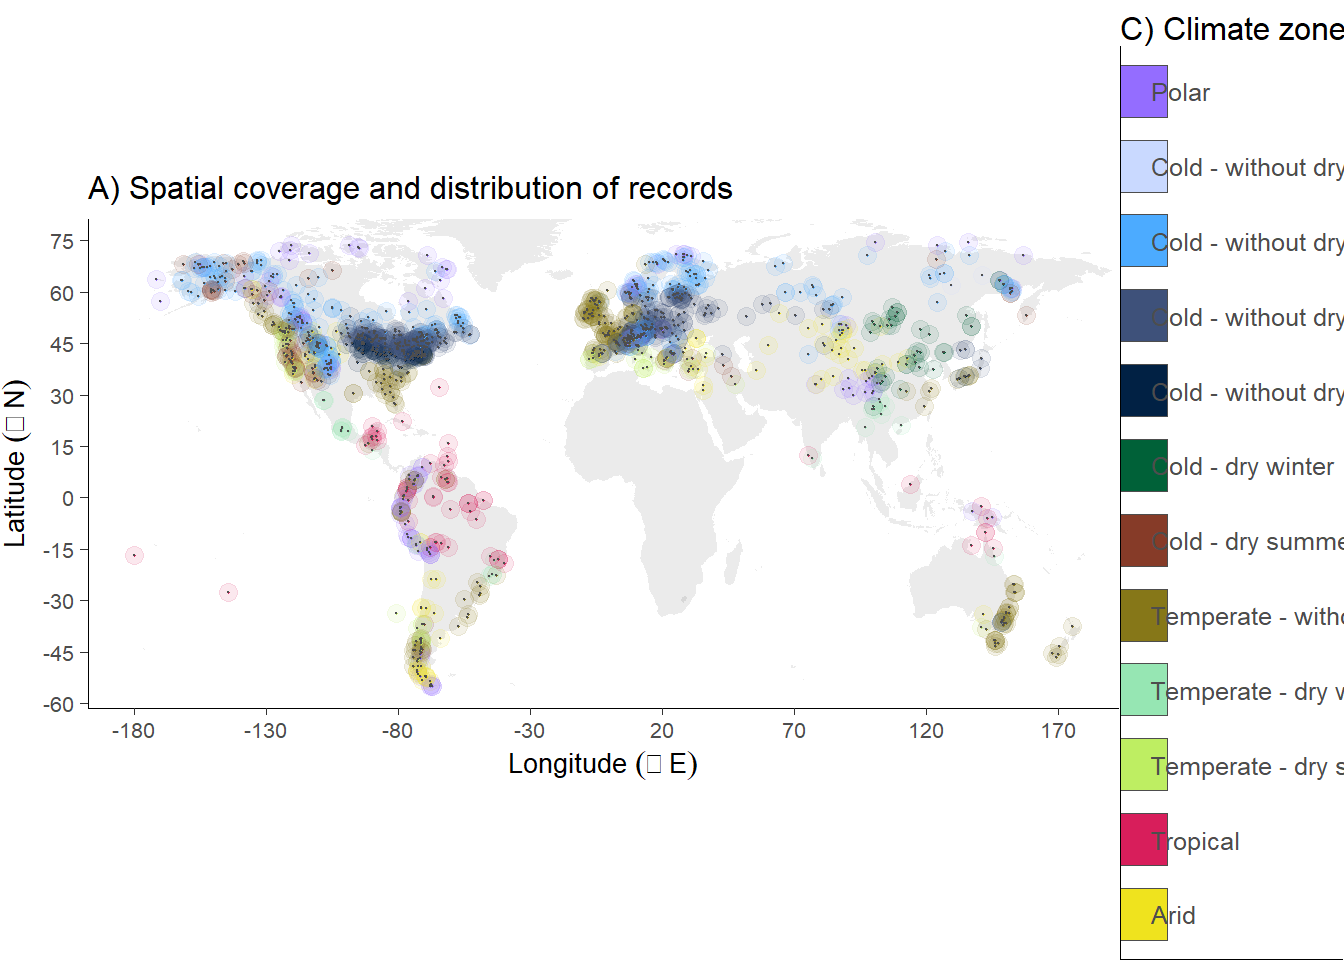 C) Climate zone
Polar
Cold - without dry
Cold - without dry
Cold - without dry
Cold - without dry
Cold - dry winter
Cold - dry summe
Temperate - witho
Temperate - dry w
Temperate - dry s
Tropical
Arid
A) Spatial coverage and distribution of records
75
60
45
30
15
0
-15
-30
-45
-60
Latitude (□ N)
-180
-130
-80
-30
20
70
120
170
Longitude (□ E)